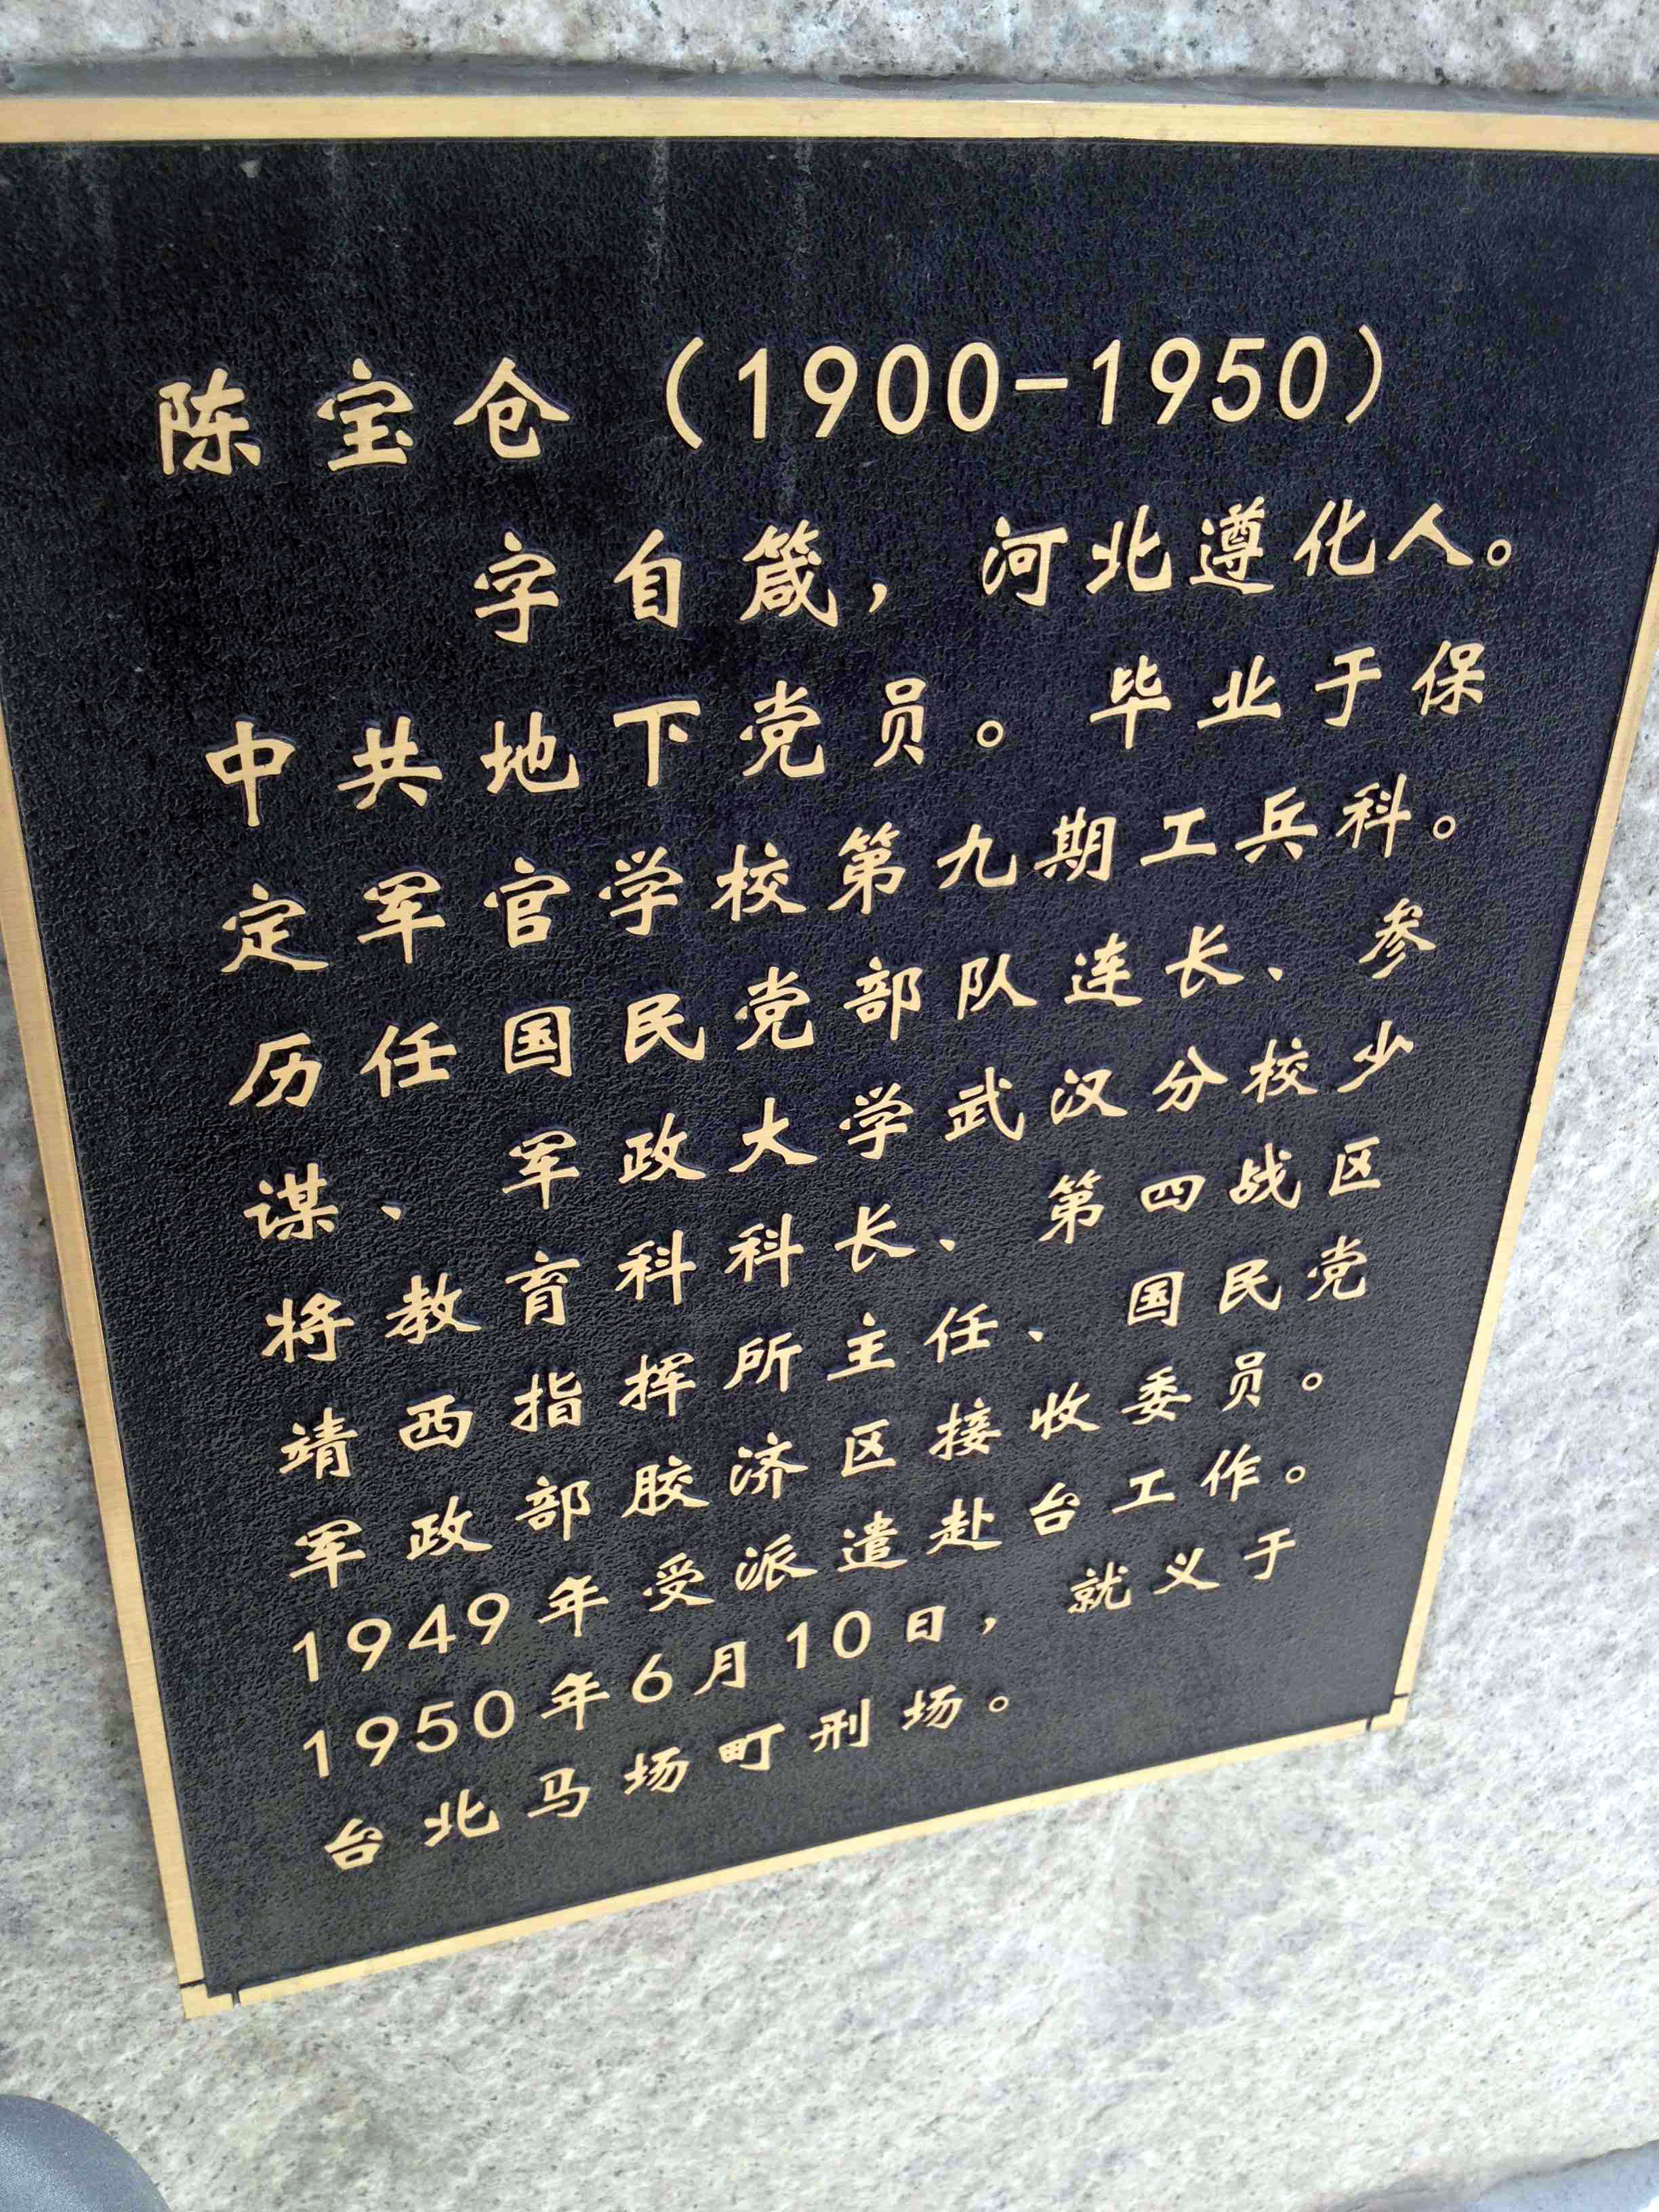 陈宝仓（1900-1950）
字自箴，河北遵化人。
中共地下党员。毕业于保
定军官学校第九期工兵科。
历任国民党部队连长、参
谋、军政大学武汉分校少
将教育科科长、第四战区
靖西指挥所主任、国民党
军政部胶济区接收委员。
1949年受派遣赴台工作。
1950年6月10日，就义于
台北马场町刑场。